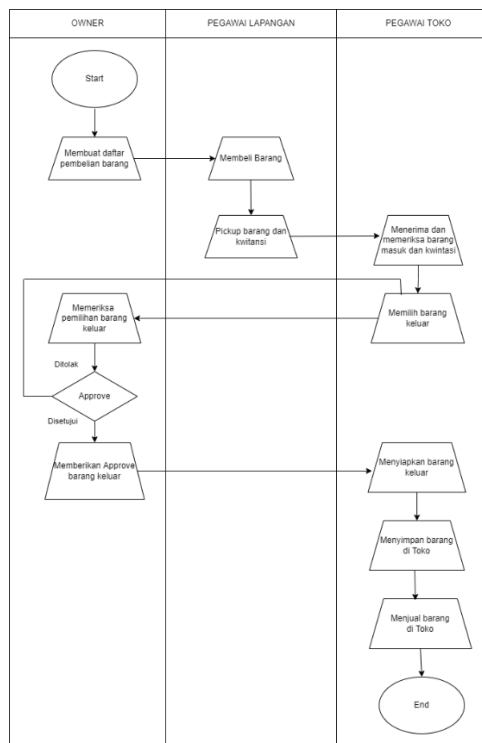 OWNER
PEGAWAI LAPANGAN
PEGAWAI TOKO
Start
Membuat daftar
pembelian barang
Membeli Barang
Pickup barang dan
kwitansi
Menerima dan
memeriksa barang
masuk dan kwintasi
Memeriksa
pemilihan barang
keluar
Memilih barang
keluar
Ditolak
Approve
Disetujui
Memberikan Approve
barang keluar
Menyiapkan barang
keluar
Menyimpan barang
di Toko
Menjual barang
di Toko
End